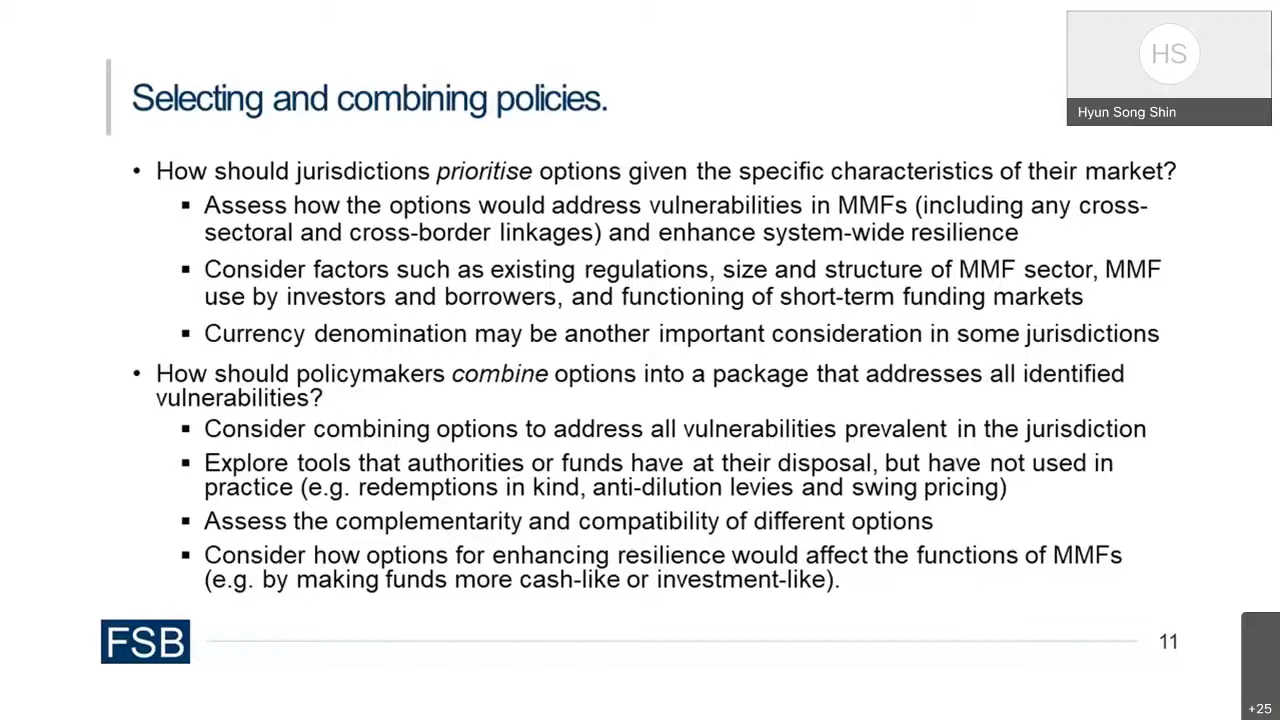 HS
Hyun Song Shin
Selecting and combining policies.
• How should jurisdictions prioritise options given the specific characteristics of their market?
▪ Assess how the options would address vulnerabilities in MMFs (including any cross-
sectoral and cross-border linkages) and enhance system-wide resilience
▪ Consider factors such as existing regulations, size and structure of MMF sector, MMF
use by investors and borrowers, and functioning of short-term funding markets
▪ Currency denomination may be another important consideration in some jurisdictions
• How should policymakers combine options into a package that addresses all identified
vulnerabilities?
▪ Consider combining options to address all vulnerabilities prevalent in the jurisdiction
▪ Explore tools that authorities or funds have at their disposal, but have not used in
practice (e.g. redemptions in kind, anti-dilution levies and swing pricing)
▪ Assess the complementarity and compatibility of different options
▪ Consider how options for enhancing resilience would affect the functions of MMFs
(e.g. by making funds more cash-like or investment-like).
FSB
11
+25